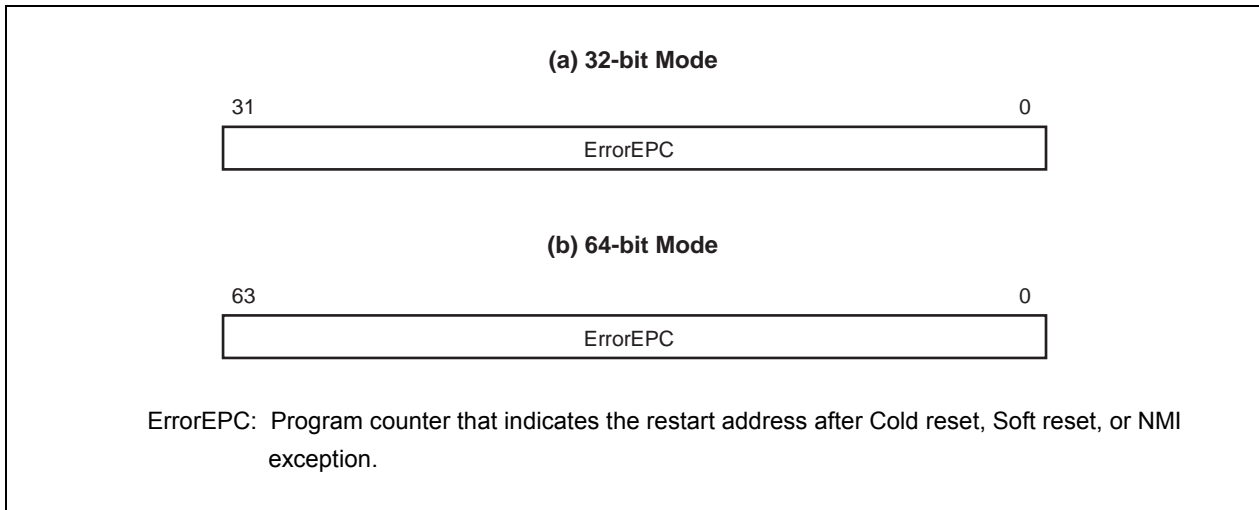 (a) 32-bit Mode
31 0
ErrorEPC
(b) 64-bit Mode
63 0
ErrorEPC
ErrorEPC: Program counter that indicates the restart address after Cold reset, Soft reset, or NMI
exception.